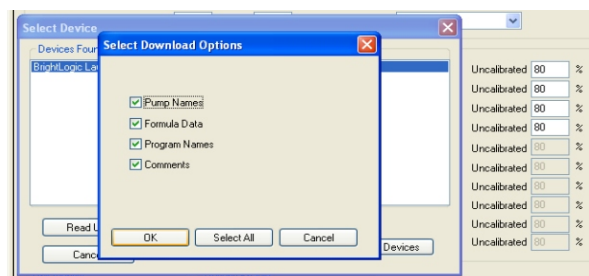 Select Device
Select Download Options
Devices Four
BrightLogic Lau
Pump Names
Formula Data
Program Names
Comments
Read U
OK
Select All
Cancel
Cance
Devices
Uncalibrated 80 %
Uncalibrated 80 %
Uncalibrated 80 %
Uncalibrated 80 %
Uncalibrated 80 %
Uncalibrated 80 %
Uncalibrated 80 %
Uncalibrated 80 %
Uncalibrated 80 %
Uncalibrated 80 %